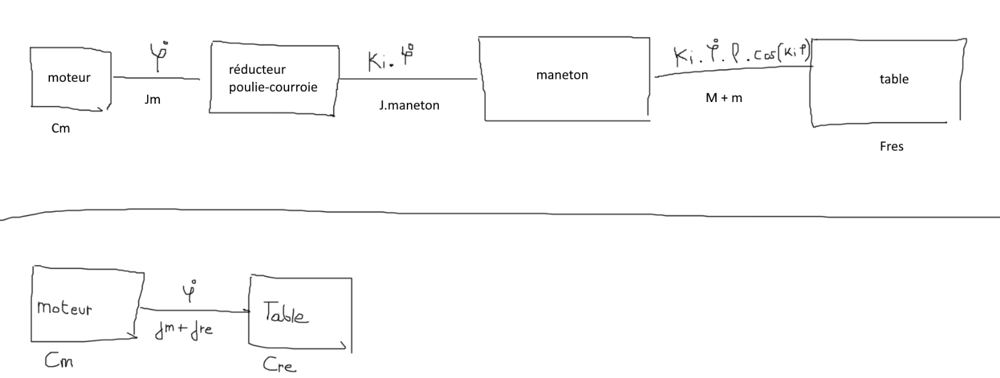 φ̇
Ki. φ̇
Ki. φ̇. ρ. cos(Kiφ)
moteur
réducteur
poulie-courroie
maneton
table
Jm
J.maneton
M + m
Cm
Fres
moteur
φ̇
Table
Jm + Jre
Cm
Cre